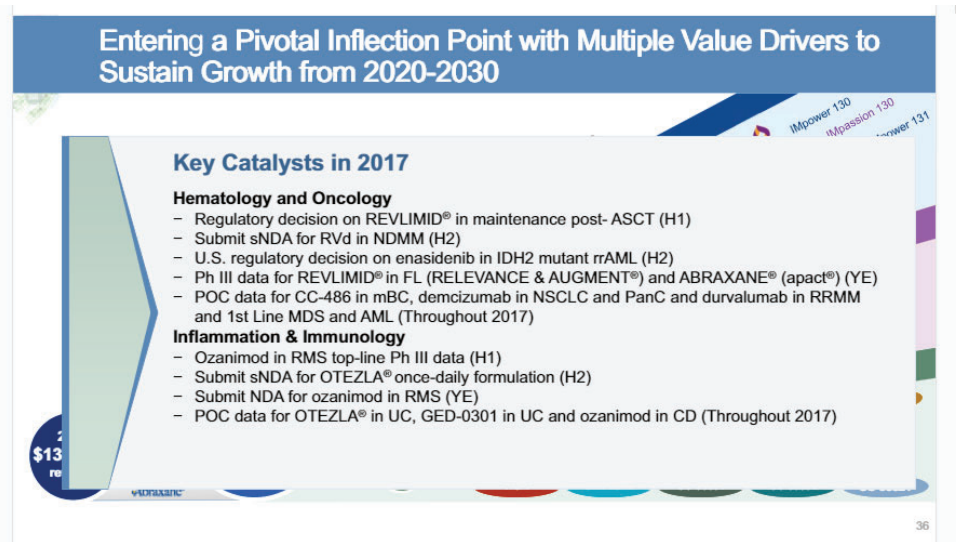 Entering a Pivotal Inflection Point with Multiple Value Drivers to
Sustain Growth from 2020-2030
IMpower 130
IMpassion 130
ower 131
Key Catalysts in 2017
Hematology and Oncology
− Regulatory decision on REVLIMID® in maintenance post- ASCT (H1)
− Submit sNDA for RVd in NDMM (H2)
− U.S. regulatory decision on enasidenib in IDH2 mutant rrAML (H2)
− Ph III data for REVLIMID® in FL (RELEVANCE & AUGMENT®) and ABRAXANE® (apact®) (YE)
− POC data for CC-486 in mBC, demcizumab in NSCLC and PanC and durvalumab in RRMM
and 1st Line MDS and AML (Throughout 2017)
Inflammation & Immunology
− Ozanimod in RMS top-line Ph III data (H1)
− Submit sNDA for OTEZLA® once-daily formulation (H2)
− Submit NDA for ozanimod in RMS (YE)
− POC data for OTEZLA® in UC, GED-0301 in UC and ozanimod in CD (Throughout 2017)
2
$13
re
Abraxane
36